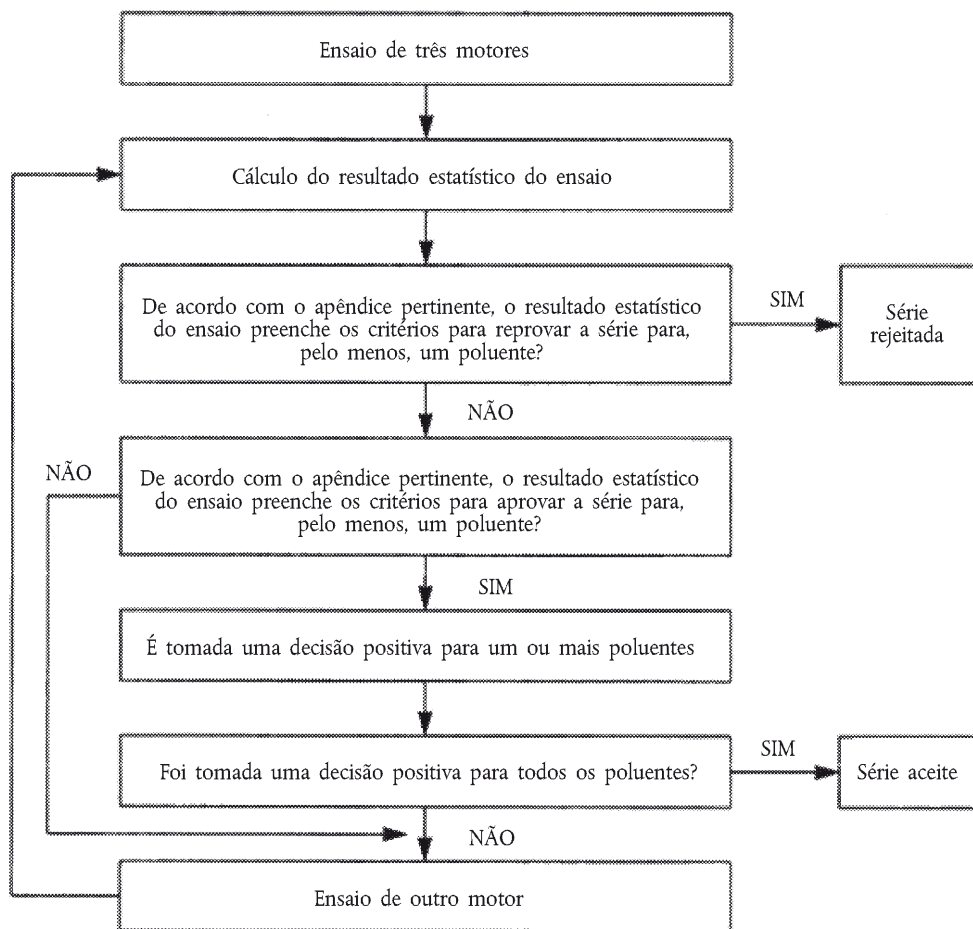 Ensaio de três motores
Cálculo do resultado estatístico do ensaio
De acordo com o apêndice pertinente, o resultado estatístico
do ensaio preenche os critérios para reprovar a série para,
pelo menos, um poluente?
SIM
Série
rejeitada
NÃO
De acordo com o apêndice pertinente, o resultado estatístico
do ensaio preenche os critérios para aprovar a série para,
pelo menos, um poluente?
NÃO
SIM
É tomada uma decisão positiva para um ou mais poluentes
Foi tomada uma decisão positiva para todos os poluentes?
SIM
Série aceite
NÃO
Ensaio de outro motor